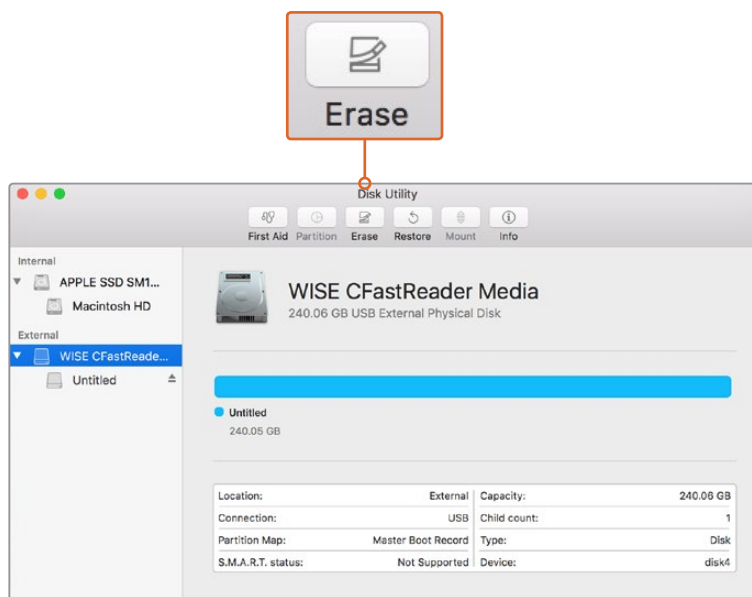 Erase
Disk Utility
First Aid Partition Erase Restore Mount Info
Internal
APPLE SSD SM1...
Macintosh HD
External
WISE CFastReade...
Untitled
WISE CFastReader Media
240.06 GB USB External Physical Disk
Untitled
240.05 GB
Location: External Capacity: 240.06 GB
Connection: USB Child count: 1
Partition Map: Master Boot Record Type: Disk
S.M.A.R.T. status: Not Supported Device: disk4